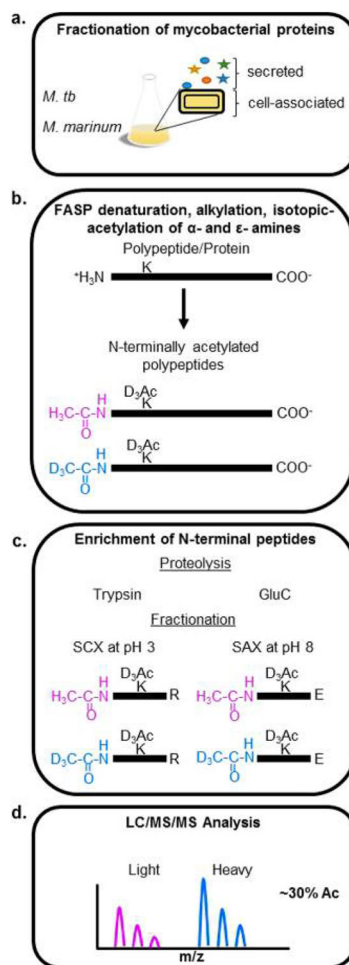 a.
Fractionation of mycobacterial proteins
M. tb
M. marinum
secreted
cell-associated
b.
FASP denaturation, alkylation, isotopic-
acetylation of α- and ε- amines
Polypeptide/Protein
K
⁺H₃N
COO⁻
N-terminally acetylated
polypeptides
D₃Ac
K
H
H₃C-C-N
O
COO⁻
D₃Ac
K
H
D₃C-C-N
O
COO⁻
c.
Enrichment of N-terminal peptides
Proteolysis
Trypsin GluC
Fractionation
SCX at pH 3 SAX at pH 8
H D₃Ac H D₃Ac
K K
H₃C-C-N R H₃C-C-N E
O O
H D₃Ac H D₃Ac
K K
D₃C-C-N R D₃C-C-N E
O O
d.
LC/MS/MS Analysis
Light Heavy
~30% Ac
m/z